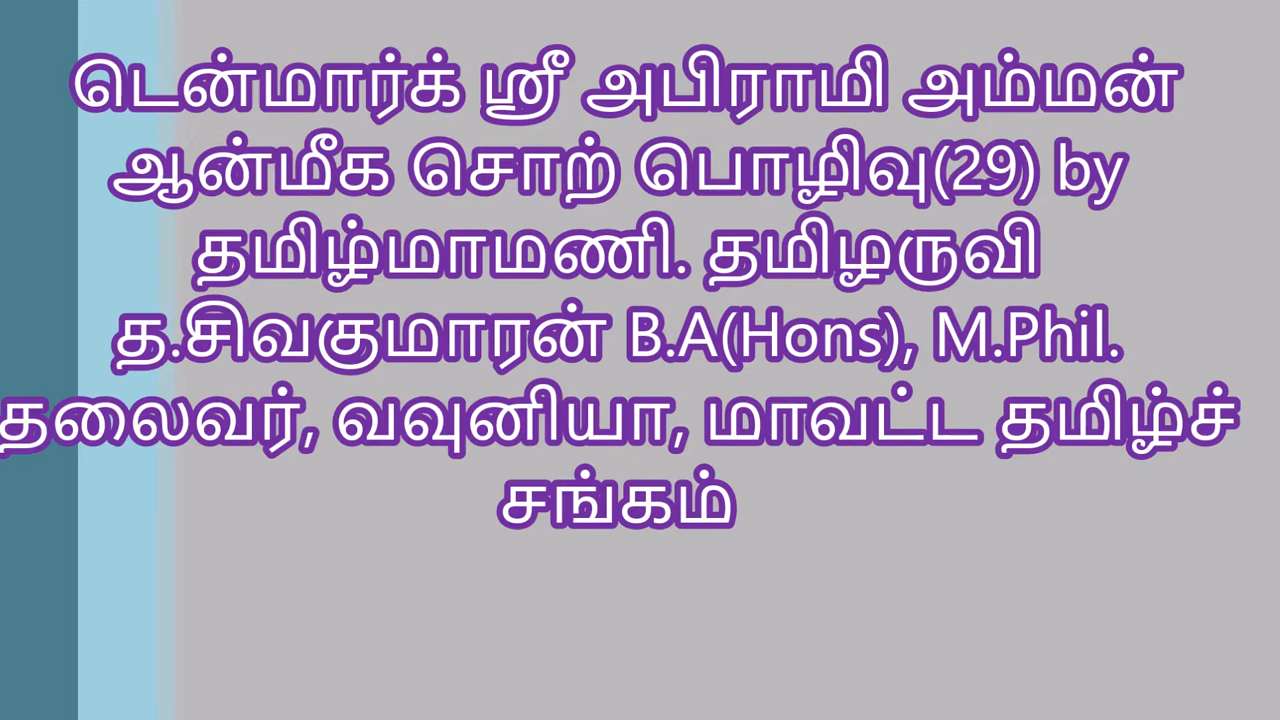 டென்மார்க் ஸ்ரீ அபிராமி அம்மன்
ஆன்மீக சொற் பொழிவு(29) by
தமிழ்மாமணி. தமிழருவி
த.சிவகுமாரன் B.A(Hons), M.Phil.
தலைவர், வவுனியா, மாவட்ட தமிழ்ச்
சங்கம்